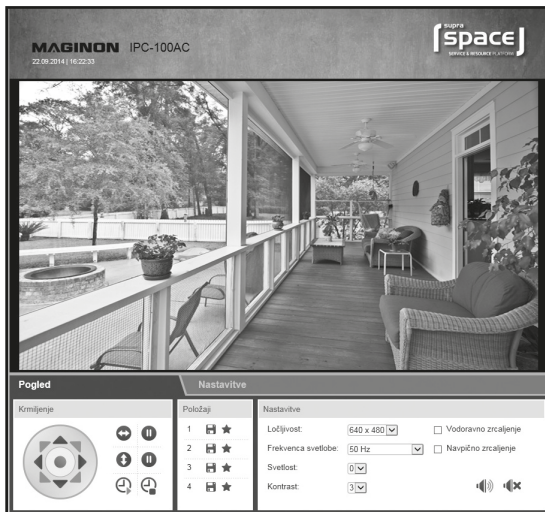 MAGINON IPC-100AC
22.09.2014 | 16:22:33
supra
space
SERVICE & RESOURCE PLATFORM
Pogled
Nastavitve
Krmiljenje
Položaji
1
2
3
4
Nastavitve
Ločljivost: 640 x 480
Vodoravno zrcaljenje
Frekvenca svetlobe: 50 Hz
Navpično zrcaljenje
Svetlost: 0
Kontrast: 3